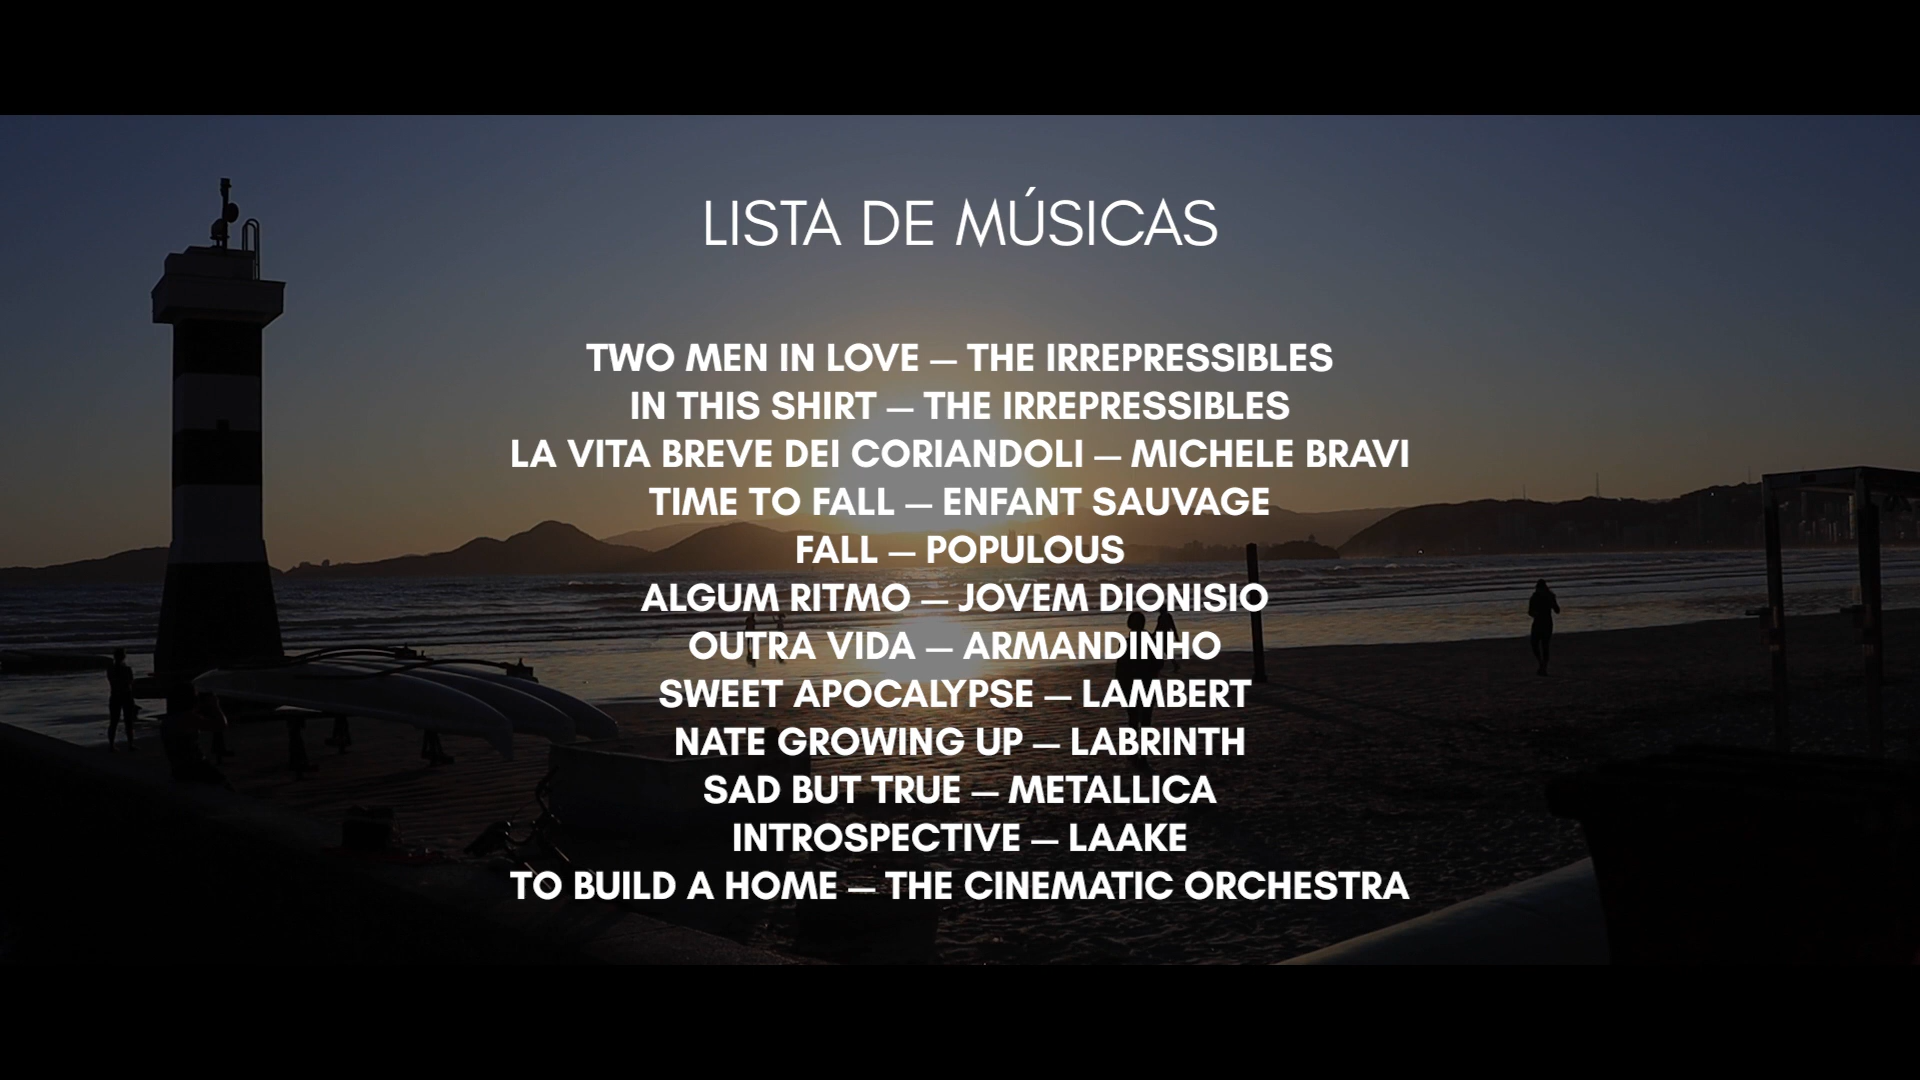 LISTA DE MÚSICAS
TWO MEN IN LOVE — THE IRREPRESSIBLES
IN THIS SHIRT — THE IRREPRESSIBLES
LA VITA BREVE DEI CORIANDOLI — MICHELE BRAVI
TIME TO FALL — ENFANT SAUVAGE
FALL — POPULOUS
ALGUM RITMO — JOVEM DIONISIO
OUTRA VIDA — ARMANDINHO
SWEET APOCALYPSE — LAMBERT
NATE GROWING UP — LABRINTH
SAD BUT TRUE — METALLICA
INTROSPECTIVE — LAAKE
TO BUILD A HOME — THE CINEMATIC ORCHESTRA